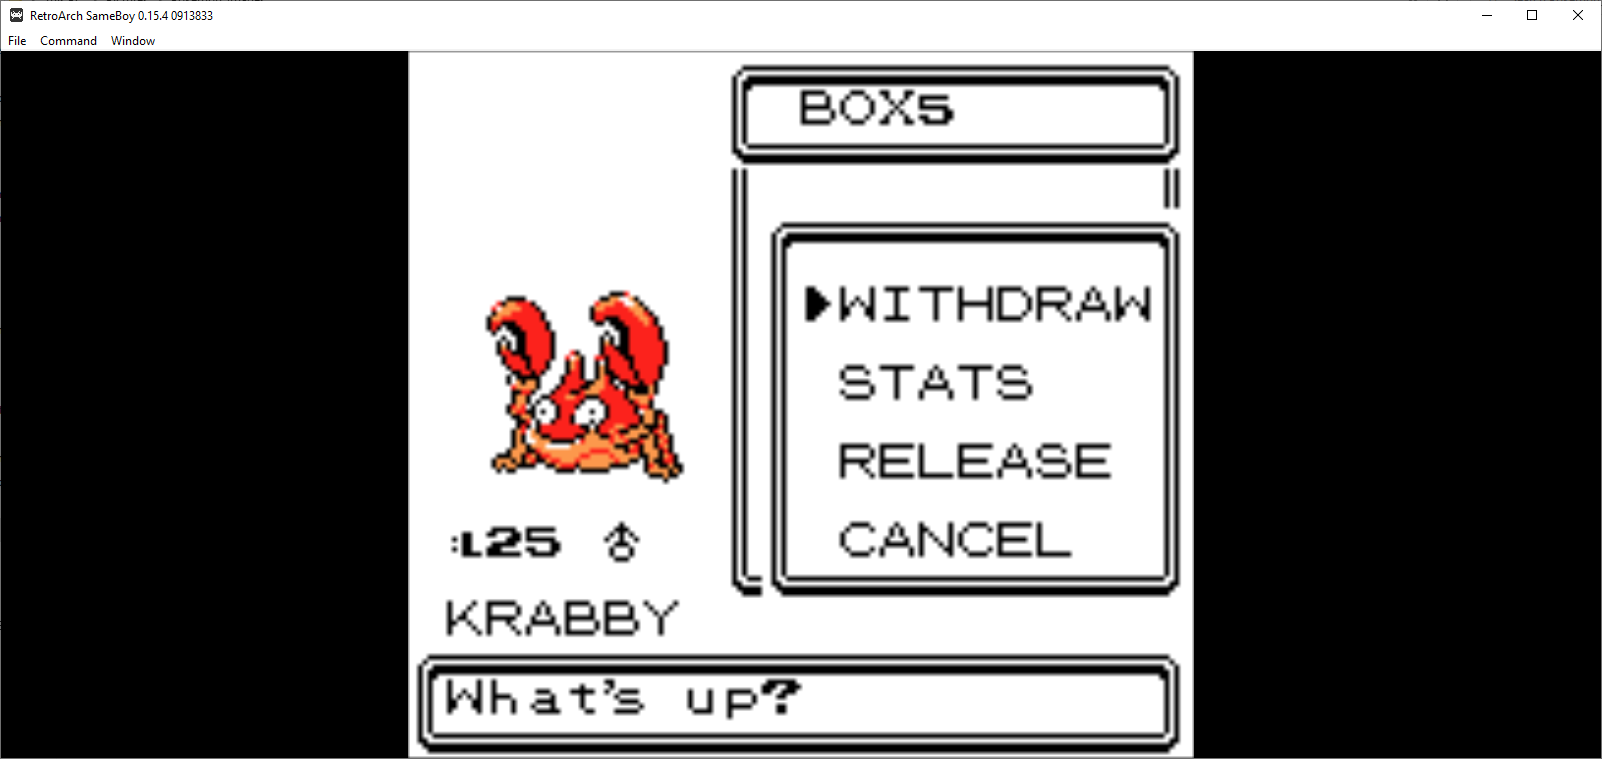 RetroArch SameBoy 0.15.4 0913833
File Command Window
BOX5
WITHDRAW
STATS
RELEASE
CANCEL
:L25 ♂
KRABBY
What's up?